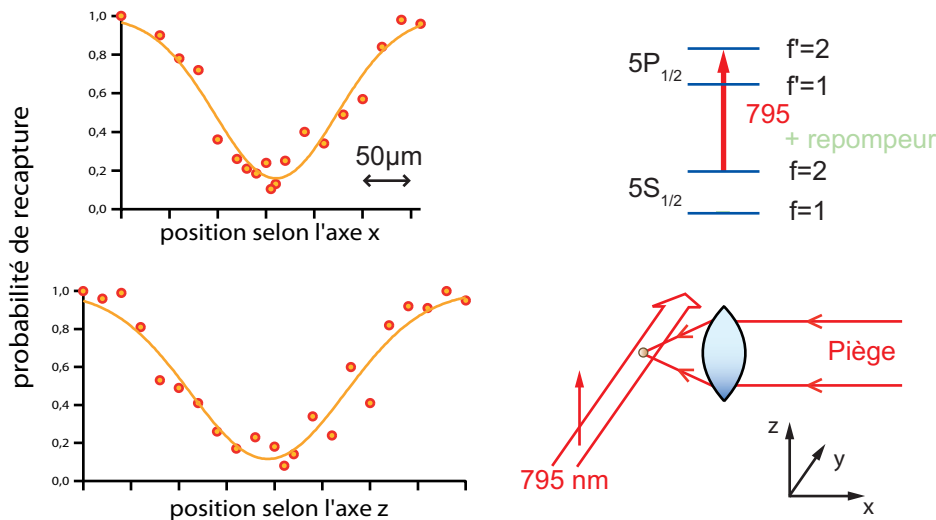 probabilité de recapture
1,0
0,8
0,6
0,4
0,2
0,0
50µm
position selon l'axe x
1,0
0,8
0,6
0,4
0,2
0,0
position selon l'axe z
5P1/2
f'=2
f'=1
795
+ repompeur
5S1/2
f=2
f=1
Piège
795 nm
z
y
x